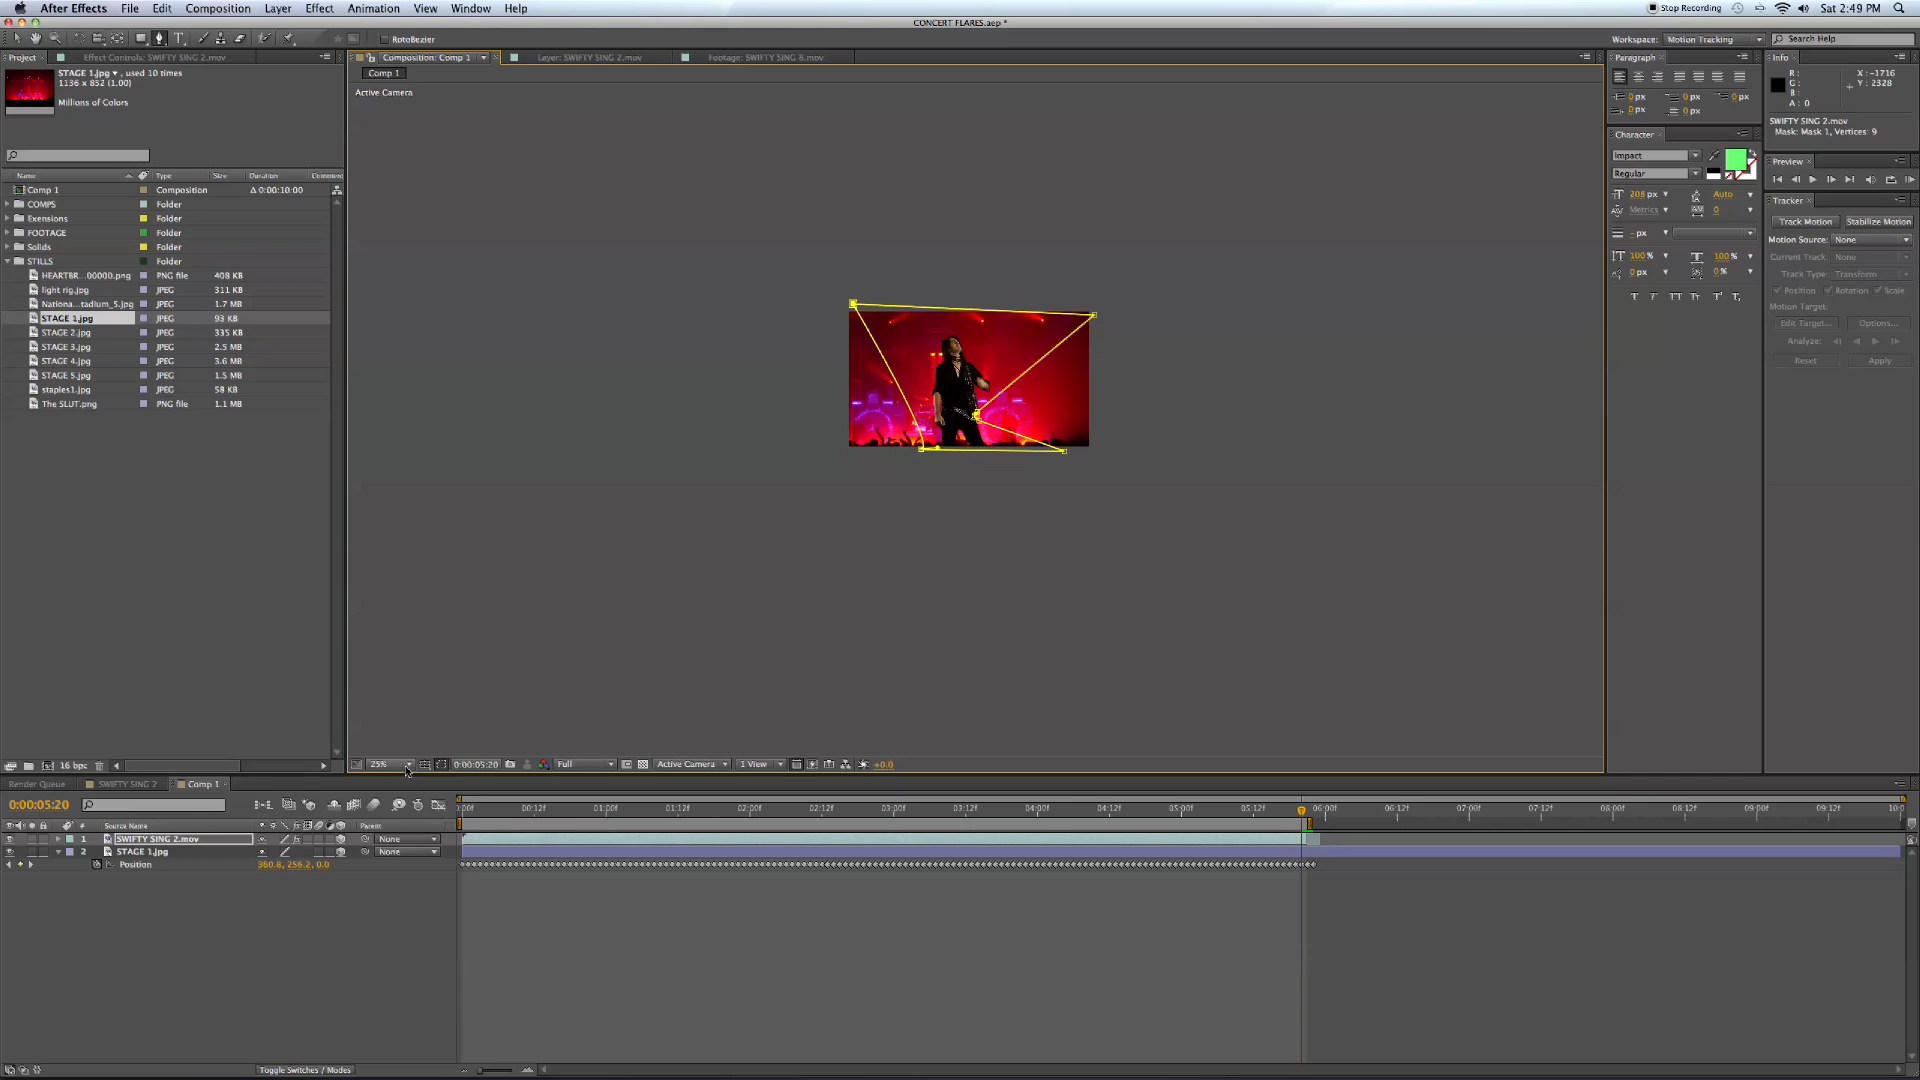 After Effects File Edit Composition Layer Effect Animation View Window Help
Stop Recording Sat 2:49 PM
CONCERT FLARES.aep *
RotoBezier
Workspace: Motion Tracking Search Help
Project Effect Controls: SWIFTY SING 2.mov
Composition: Comp 1 Layer: SWIFTY SING 2.mov Footage: SWIFTY SING 8.mov
Comp 1
Active Camera
STAGE 1.jpg , used 10 times
1136 x 852 (1.00)
Millions of Colors
Name Type Size Duration Commen
Comp 1 Composition Δ 0:00:10:00
COMPS Folder
Exensions Folder
FOOTAGE Folder
Solids Folder
STILLS Folder
HEARTBR...00000.png PNG file 408 KB
light rig.jpg JPEG 311 KB
Nationa...tadium_5.jpg JPEG 1.7 MB
STAGE 1.jpg JPEG 93 KB
STAGE 2.jpg JPEG 335 KB
STAGE 3.jpg JPEG 2.5 MB
STAGE 4.jpg JPEG 3.6 MB
STAGE 5.jpg JPEG 1.5 MB
staples1.jpg JPEG 58 KB
The SLUT.png PNG file 1.1 MB
16 bpc
25% 0:00:05:20 Full Active Camera 1 View +0.0
Paragraph
0 px 0 px 0 px
0 px 0 px
Character
Impact
Regular
208 px Auto
Metrics 0
- px
100 % 100 %
0 px 0 %
T T TT Tr T' T,
Info
R : X : -1716
G : Y : 2328
B :
A : 0
SWIFTY SING 2.mov
Mask: Mask 1, Vertices: 9
Preview
Tracker
Track Motion Stabilize Motion
Motion Source: None
Current Track: None
Track Type: Transform
Position Rotation Scale
Motion Target:
Edit Target... Options...
Analyze:
Reset Apply
Render Queue SWIFTY SING 2 Comp 1
0:00:05:20
:00f 00:12f 01:00f 01:12f 02:00f 02:12f 03:00f 03:12f 04:00f 04:12f 05:00f 05:12f 06:00f 06:12f 07:00f 07:12f 08:00f 08:12f 09:00f 09:12f 10:0
# Source Name Parent
1 SWIFTY SING 2.mov None
2 STAGE 1.jpg None
Position 360.8, 256.2, 0.0
Toggle Switches / Modes